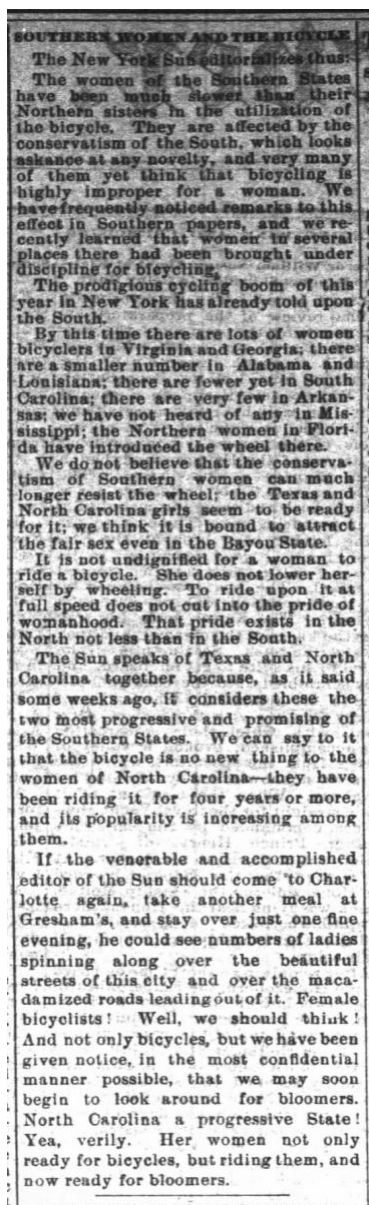 SOUTHERN WOMEN AND THE BICYCLE
The New York Sun editorializes thus:
The women of the Southern States
have been much slower than their
Northern sisters in the utilization of
the bicycle. They are affected by the
conservatism of the South, which looks
askance at any novelty, and very many
of them yet think that bicycling is
highly improper for a woman. We
have frequently noticed remarks to this
effect in Southern papers, and we re-
cently learned that women in several
places there had been brought under
discipline for bicycling.
The prodigious cycling boom of this
year in New York has already told upon
the South.
By this time there are lots of women
bicyclers in Virginia and Georgia; there
are a smaller number in Alabama and
Louisiana; there are fewer yet in South
Carolina; there are very few in Arkan-
sas; we have not heard of any in Mis-
sissippi; the Northern women in Flori-
da have introduced the wheel there.
We do not believe that the conserva-
tism of Southern women can much
longer resist the wheel; the Texas and
North Carolina girls seem to be ready
for it; we think it is bound to attract
the fair sex even in the Bayou State.
It is not undignified for a woman to
ride a bicycle. She does not lower her-
self by wheeling. To ride upon it at
full speed does not cut into the pride of
womanhood. That pride exists in the
North not less than in the South.
The Sun speaks of Texas and North
Carolina together because, as it said
some weeks ago, it considers these the
two most progressive and promising of
the Southern States. We can say to it
that the bicycle is no new thing to the
women of North Carolina—they have
been riding it for four years or more,
and its popularity is increasing among
them.
If the venerable and accomplished
editor of the Sun should come to Char-
lotte again, take another meal at
Gresham's, and stay over just one fine
evening, he could see numbers of ladies
spinning along over the beautiful
streets of this city and over the maca-
damized roads leading out of it. Female
bicyclists! Well, we should think!
And not only bicycles, but we have been
given notice, in the most confidential
manner possible, that we may soon
begin to look around for bloomers.
North Carolina a progressive State!
Yea, verily. Her women not only
ready for bicycles, but riding them, and
now ready for bloomers.